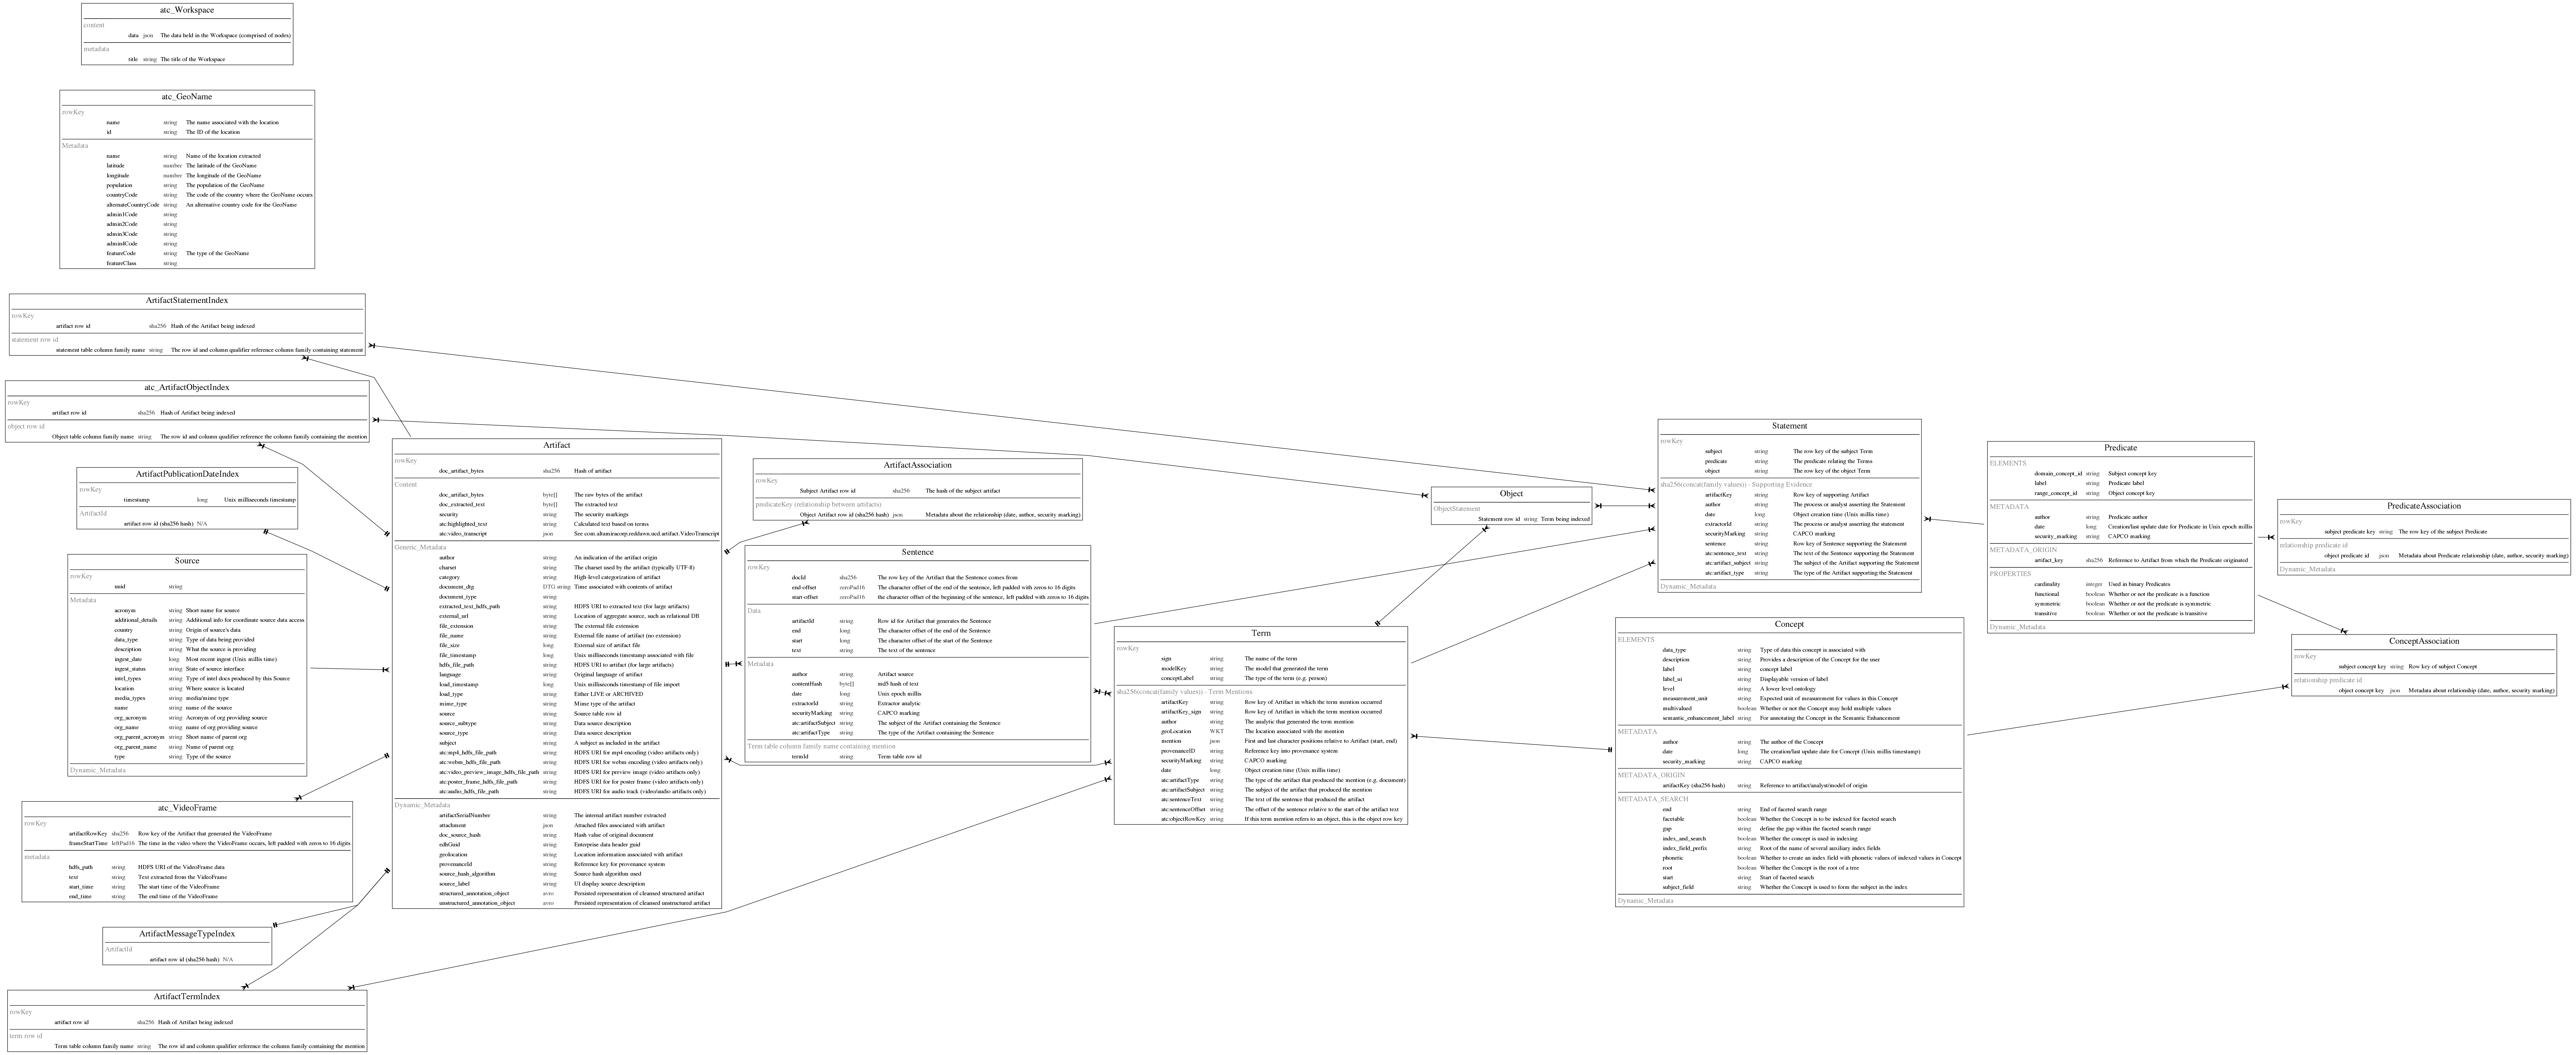 atc_Workspace
content
data json The data held in the Workspace (comprised of nodes)
metadata
title string The title of the Workspace
atc_GeoName
rowKey
name string The name associated with the location
id string The ID of the location
Metadata
name string Name of the location extracted
latitude number The latitude of the GeoName
longitude number The longitude of the GeoName
population string The population of the GeoName
countryCode string The code of the country where the GeoName occurs
alternateCountryCode string An alternative country code for the GeoName
admin1Code string
admin2Code string
admin3Code string
admin4Code string
featureCode string The type of the GeoName
featureClass string
ArtifactStatementIndex
rowKey
artifact row id sha256 Hash of the Artifact being indexed
statement row id
statement table column family name string The row id and column qualifier reference column family containing statement
atc_ArtifactObjectIndex
rowKey
artifact row id sha256 Hash of Artifact being indexed
object row id
Object table column family name string The row id and column qualifier reference the column family containing the mention
ArtifactPublicationDateIndex
rowKey
timestamp long Unix milliseconds timestamp
ArtifactId
artifact row id (sha256 hash) N/A
Source
rowKey
uuid string
Metadata
acronym string Short name for source
additional_details string Additional info for coordinate source data access
country string Origin of source's data
data_type string Type of data being provided
description string What the source is providing
ingest_date long Most recent ingest (Unix millis time)
ingest_status string State of source interface
intel_types string Type of intel docs produced by this Source
location string Where source is located
media_types string media/mime type
name string name of the source
org_acronym string Acronym of org providing source
org_name string name of org providing source
org_parent_acronym string Short name of parent org
org_parent_name string Name of parent org
type string Type of the source
Dynamic_Metadata
atc_VideoFrame
rowKey
artifactRowKey sha256 Row key of the Artifact that generated the VideoFrame
frameStartTime leftPad16 The time in the video where the VideoFrame occurs, left padded with zeros to 16 digits
metadata
hdfs_path string HDFS URI of the VideoFrame data
text string Text extracted from the VideoFrame
start_time string The start time of the VideoFrame
end_time string The end time of the VideoFrame
ArtifactMessageTypeIndex
ArtifactId
artifact row id (sha256 hash) N/A
ArtifactTermIndex
rowKey
artifact row id sha256 Hash of Artifact being indexed
term row id
Term table column family name string The row id and column qualifier reference the column family containing the mention
Artifact
rowKey
doc_artifact_bytes sha256 Hash of artifact
Content
doc_artifact_bytes byte[] The raw bytes of the artifact
doc_extracted_text byte[] The extracted text
security string The security markings
atc:highlighted_text string Calculated text based on terms
atc:video_transcript json See com.altamiracorp.reddawn.ucd.artifact.VideoTranscript
Generic_Metadata
author string An indication of the artifact origin
charset string The charset used by the artifact (typically UTF-8)
category string High-level categorization of artifact
document_dtg DTG string Time associated with contents of artifact
document_type string
extracted_text_hdfs_path string HDFS URI to extracted text (for large artifacts)
external_url string Location of aggregate source, such as relational DB
file_extension string The external file extension
file_name string External file name of artifact (no extension)
file_size long External size of artifact file
file_timestamp long Unix milliseconds timestamp associated with file
hdfs_file_path string HDFS URI to artifact (for large artifacts)
language string Original language of artifact
load_timestamp long Unix milliseconds timestamp of file import
load_type string Either LIVE or ARCHIVED
mime_type string Mime type of the artifact
source string Source table row id
source_subtype string Data source description
source_type string Data source description
subject string A subject as included in the artifact
atc:mp4_hdfs_file_path string HDFS URI for mp4 encoding (video artifacts only)
atc:webm_hdfs_file_path string HDFS URI for webm encoding (video artifacts only)
atc:video_preview_image_hdfs_file_path string HDFS URI for preview image (video artifacts only)
atc:poster_frame_hdfs_file_path string HDFS URI for for poster frame (video artifacts only)
atc:audio_hdfs_file_path string HDFS URI for audio track (video/audio artifacts only)
Dynamic_Metadata
artifactSerialNumber string The internal artifact number extracted
attachment json Attached files associated with artifact
doc_source_hash string Hash value of original document
edhGuid string Enterprise data header guid
geolocation string Location information associated with artifact
provenanceId string Reference key for provenance system
source_hash_algorithm string Source hash algorithm used
source_label string UI display source description
structured_annotation_object avro Persisted representation of cleansed structured artifact
unstructured_annotation_object avro Persisted representation of cleansed unstructured artifact
ArtifactAssociation
rowKey
Subject Artifact row id sha256 The hash of the subject artifact
predicateKey (relationship between artifacts)
Object Artifact row id (sha256 hash) json Metadata about the relationship (date, author, security marking)
Sentence
rowKey
docId sha256 The row key of the Artifact that the Sentence comes from
end-offset zeroPad16 The character offset of the end of the sentence, left padded with zeros to 16 digits
start-offset zeroPad16 the character offset of the beginning of the sentence, left padded with zeros to 16 digits
Data
artifactId string Row id for Artifact that generates the Sentence
end long The character offset of the end of the Sentence
start long The character offset of the start of the Sentence
text string The text of the sentence
Metadata
author string Artifact source
contentHash byte[] md5 hash of text
date long Unix epoch millis
extractorId string Extractor analytic
securityMarking string CAPCO marking
atc:artifactSubject string The subject of the Artifact containing the Sentence
atc:artifactType string The type of the Artifact containing the Sentence
Term table column family name containing mention
termId string Term table row id
Term
rowKey
sign string The name of the term
modelKey string The model that generated the term
conceptLabel string The type of the term (e.g. person)
sha256(concat(family values)) - Term Mentions
artifactKey string Row key of Artifact in which the term mention occurred
artifactKey_sign string Row key of Artifact in which the term mention occurred
author string The analytic that generated the term mention
geoLocation WKT The location associated with the mention
mention json First and last character positions relative to Artifact (start, end)
provenanceID string Reference key into provenance system
securityMarking string CAPCO marking
date long Object creation time (Unix millis time)
atc:artifactType string The type of the artifact that produced the mention (e.g. document)
atc:artifactSubject string The subject of the artifact that produced the mention
atc:sentenceText string The text of the sentence that produced the artifact
atc:sentenceOffset string The offset of the sentence relative to the start of the artifact text
atc:objectRowKey string If this term mention refers to an object, this is the object row key
Object
ObjectStatement
Statement row id string Term being indexed
Statement
rowKey
subject string The row key of the subject Term
predicate string The predicate relating the Terms
object string The row key of the object Term
sha256(concat(family values)) - Supporting Evidence
artifactKey string Row key of supporting Artifact
author string The process or analyst asserting the Statement
date long Object creation time (Unix millis time)
extractorId string The process or analyst asserting the statement
securityMarking string CAPCO marking
sentence string Row key of Sentence supporting the Statement
atc:sentence_text string The text of the Sentence supporting the Statement
atc:artifact_subject string The subject of the Artifact supporting the Statement
atc:artifact_type string The type of the Artifact supporting the Statement
Dynamic_Metadata
Concept
ELEMENTS
data_type string Type of data this concept is associated with
description string Provides a description of the Concept for the user
label string concept label
label_ui string Displayable version of label
level string A lower level ontology
measurement_unit string Expected unit of measurement for values in this Concept
multivalued boolean Whether or not the Concept may hold multiple values
semantic_enhancement_label string For annotating the Concept in the Semantic Enhancement
METADATA
author string The author of the Concept
date long The creation/last update date for Concept (Unix millis timestamp)
security_marking string CAPCO marking
METADATA_ORIGIN
artifactKey (sha256 hash) string Reference to artifact/analyst/model of origin
METADATA_SEARCH
end string End of faceted search range
facetable boolean Whether the Concept is to be indexed for faceted search
gap string define the gap within the faceted search range
index_and_search boolean Whether the concept is used in indexing
index_field_prefix string Root of the name of several auxiliary index fields
phonetic boolean Whether to create an index field with phonetic values of indexed values in Concept
root boolean Whether the Concept is the root of a tree
start string Start of faceted search
subject_field string Whether the Concept is used to form the subject in the index
Dynamic_Metadata
Predicate
ELEMENTS
domain_concept_id string Subject concept key
label string Predicate label
range_concept_id string Object concept key
METADATA
author string Predicate author
date long Creation/last update date for Predicate in Unix epoch millis
security_marking string CAPCO marking
METADATA_ORIGIN
artifact_key sha256 Reference to Artifact from which the Predicate originated
PROPERTIES
cardinality integer Used in binary Predicates
functional boolean Whether or not the predicate is a function
symmetric boolean Whether or not the predicate is symmetric
transitive boolean Whether or not the predicate is transitive
Dynamic_Metadata
PredicateAssociation
rowKey
subject predicate key string The row key of the subject Predicate
relationship predicate id
object predicate id json Metadata about Predicate relationship (date, author, security marking)
Dynamic_Metadata
ConceptAssociation
rowKey
subject concept key string Row key of subject Concept
relationship predicate id
object concept key json Metadata about relationship (date, author, security marking)